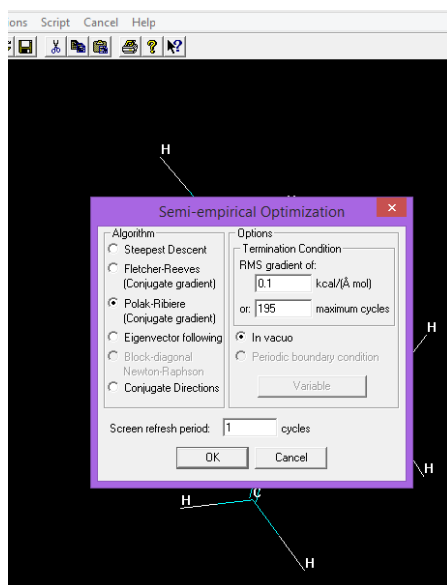 ons Script Cancel Help
H
Semi-empirical Optimization
Algorithm
Steepest Descent
Fletcher-Reeves
(Conjugate gradient)
Polak-Ribiere
(Conjugate gradient)
Eigenvector following
Block-diagonal
Newton-Raphson
Conjugate Directions
Options
Termination Condition
RMS gradient of:
0.1 kcal/(Å mol)
or: 195 maximum cycles
In vacuo
Periodic boundary condition
Variable
Screen refresh period: 1 cycles
OK Cancel
H
H
C
H
H